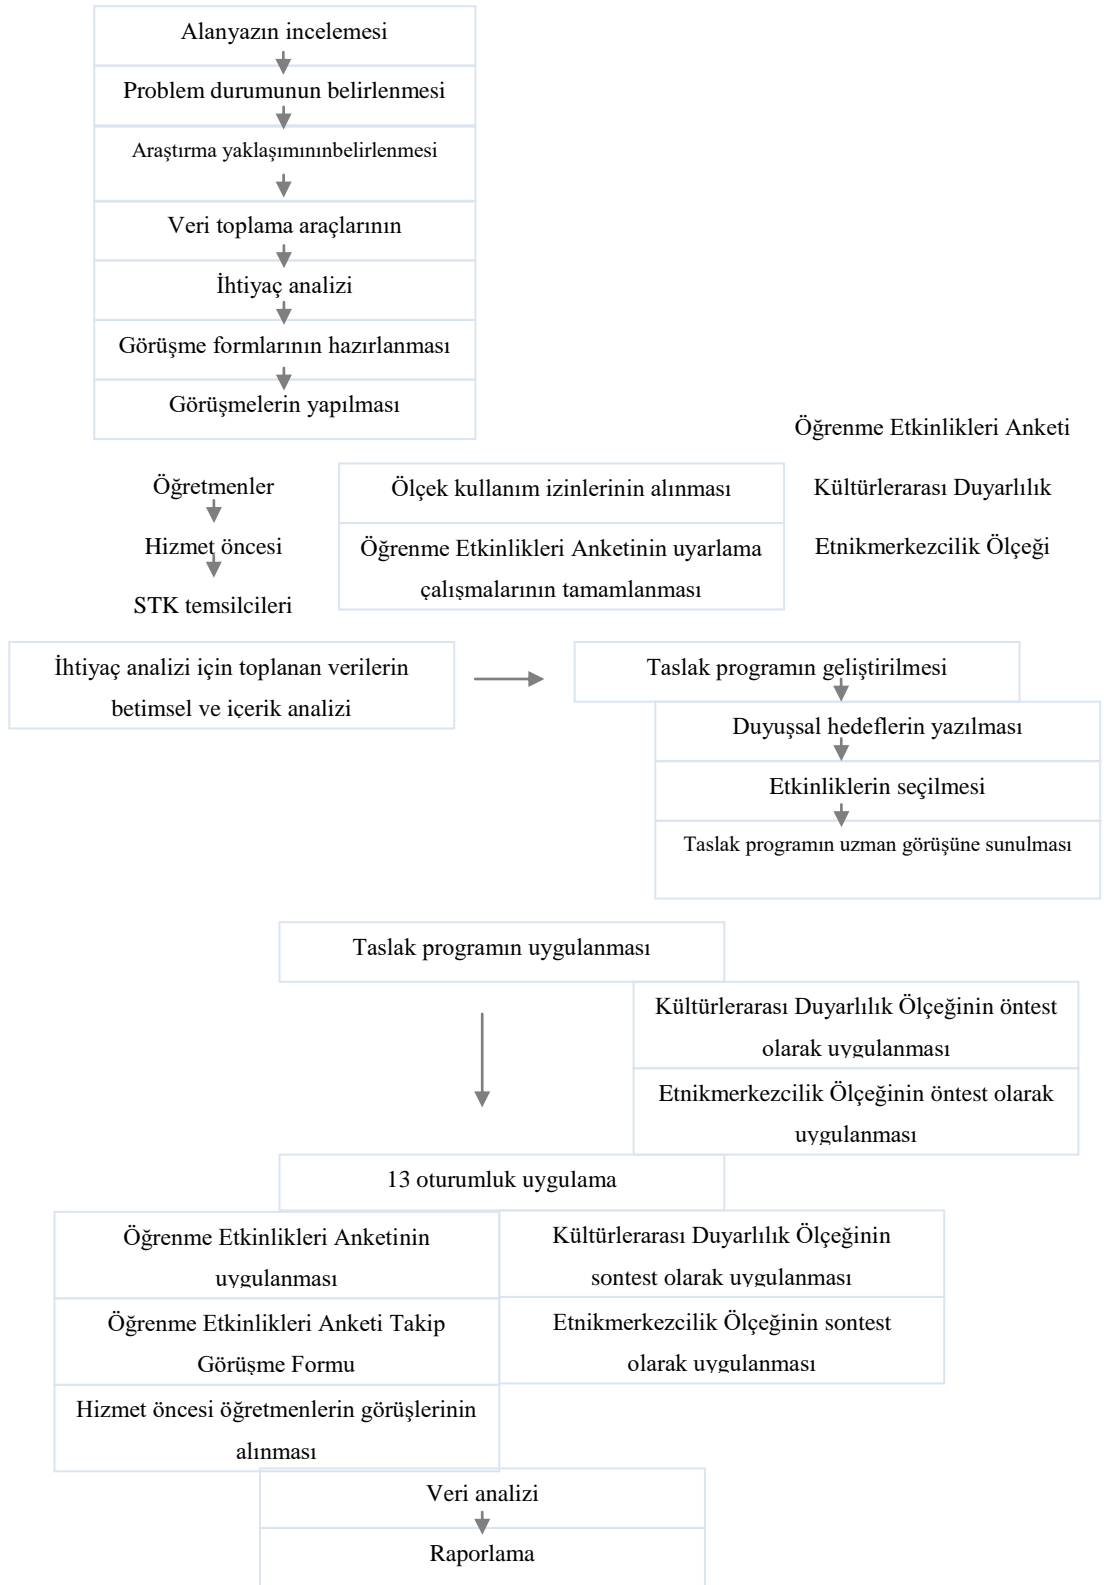 Alanyazın incelemesi
Problem durumunun belirlenmesi
Araştırma yaklaşımınınbelirlenmesi
Veri toplama araçlarının
İhtiyaç analizi
Görüşme formlarının hazırlanması
Görüşmelerin yapılması
Öğretmenler
Hizmet öncesi
STK temsilcileri
Ölçek kullanım izinlerinin alınması
Öğrenme Etkinlikleri Anketinin uyarlama
çalışmalarının tamamlanması
Öğrenme Etkinlikleri Anketi
Kültürlerarası Duyarlılık
Etnikmerkezcilik Ölçeği
İhtiyaç analizi için toplanan verilerin
betimsel ve içerik analizi
Taslak programın geliştirilmesi
Duyuşsal hedeflerin yazılması
Etkinliklerin seçilmesi
Taslak programın uzman görüşüne sunulması
Taslak programın uygulanması
Kültürlerarası Duyarlılık Ölçeğinin öntest
olarak uygulanması
Etnikmerkezcilik Ölçeğinin öntest olarak
uygulanması
13 oturumluk uygulama
Öğrenme Etkinlikleri Anketinin
uygulanması
Öğrenme Etkinlikleri Anketi Takip
Görüşme Formu
Hizmet öncesi öğretmenlerin görüşlerinin
alınması
Kültürlerarası Duyarlılık Ölçeğinin
sontest olarak uygulanması
Etnikmerkezcilik Ölçeğinin sontest
olarak uygulanması
Veri analizi
Raporlama